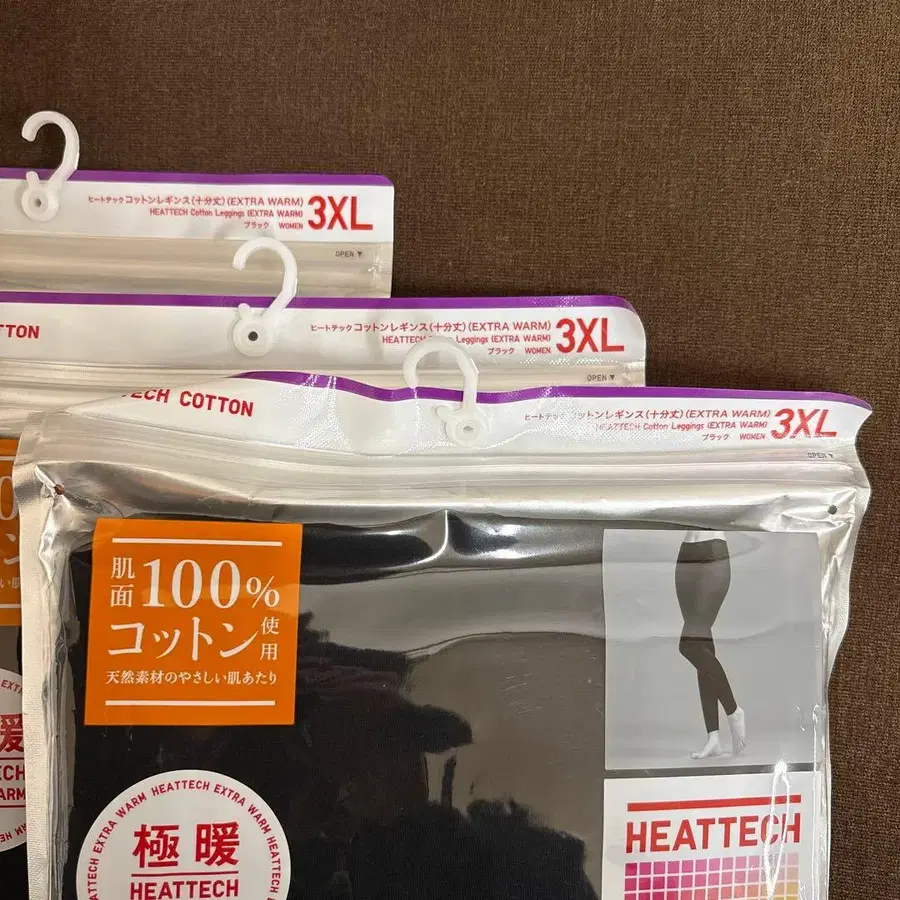 ヒートテックコットンレギンス(十分丈)(EXTRA WARM)
HEATTECH Cotton Leggings (EXTRA WARM)
ブラック WOMEN
3XL
OPEN▼
COTTON
ヒートテックコットンレギンス(十分丈)(EXTRA WARM)
HEATTECH Leggings (EXTRA WARM)
ブラック WOMEN
3XL
OPEN▼
TECH COTTON
ヒートテックコットンレギンス(十分丈)(EXTRA WARM)
HEATTECH Cotton Leggings (EXTRA WARM)
ブラック WOMEN
3XL
OPEN▼
肌面100%
コットン使用
天然素材のやさしい肌あたり
HEATTECH EXTRA WARM HEATTECH EXTRA WARM
極暖
HEATTECH
HEATTECH
暖